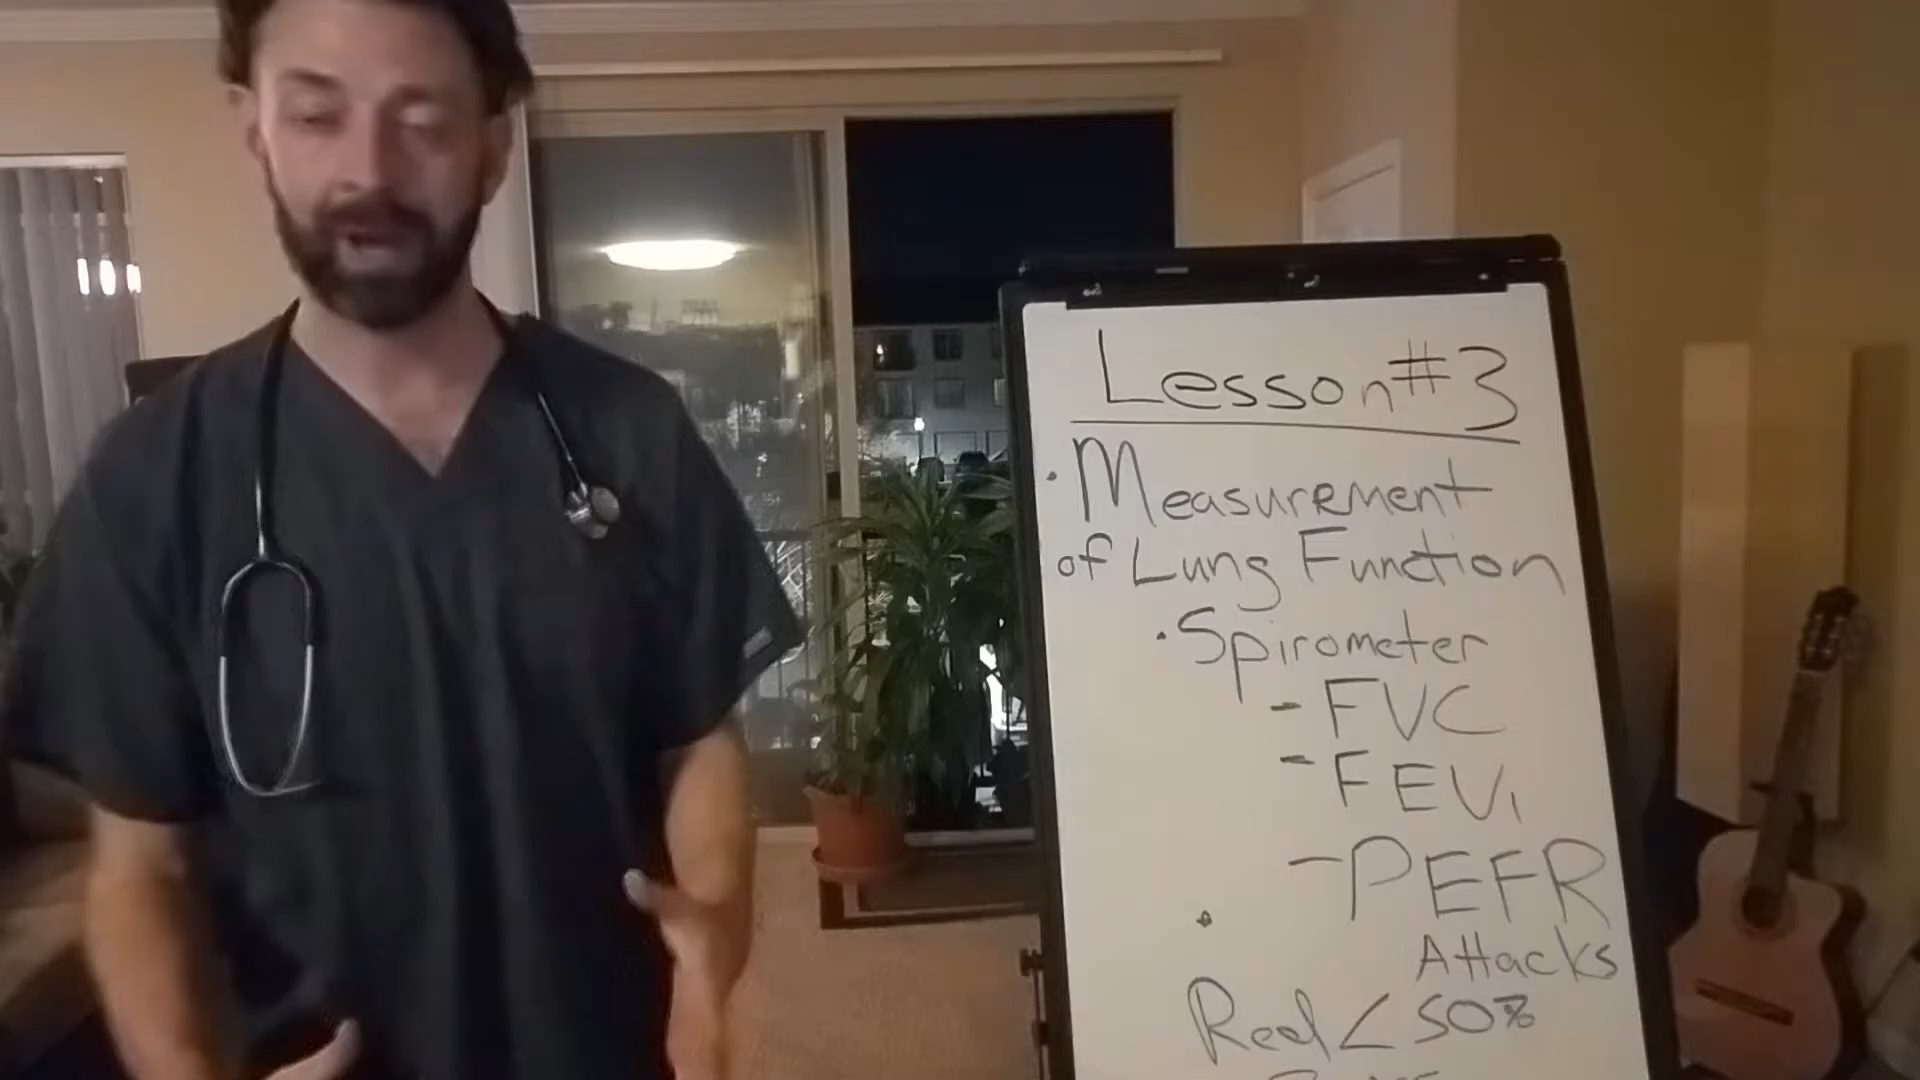 Lesson #3
• Measurement
of Lung Function
• Spirometer
- FVC
- FEV1
- PEFR
Attacks
Red < 50%